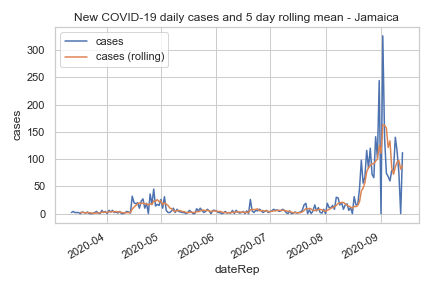 New COVID-19 daily cases and 5 day rolling mean - Jamaica
cases
cases (rolling)
300
250
200
150
100
50
0
cases
2020-04
2020-05
2020-06
2020-07
2020-08
2020-09
dateRep